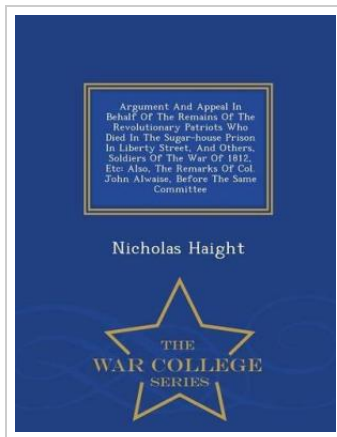 Argument And Appeal In
Behalf Of The Remains Of The
Revolutionary Patriots Who
Died In The Sugar-house Prison
In Liberty Street, And Others,
Soldiers Of The War Of 1812,
Etc: Also, The Remarks Of Col.
John Alwaise, Before The Same
Committee
Nicholas Haight
THE
WAR COLLEGE
SERIES